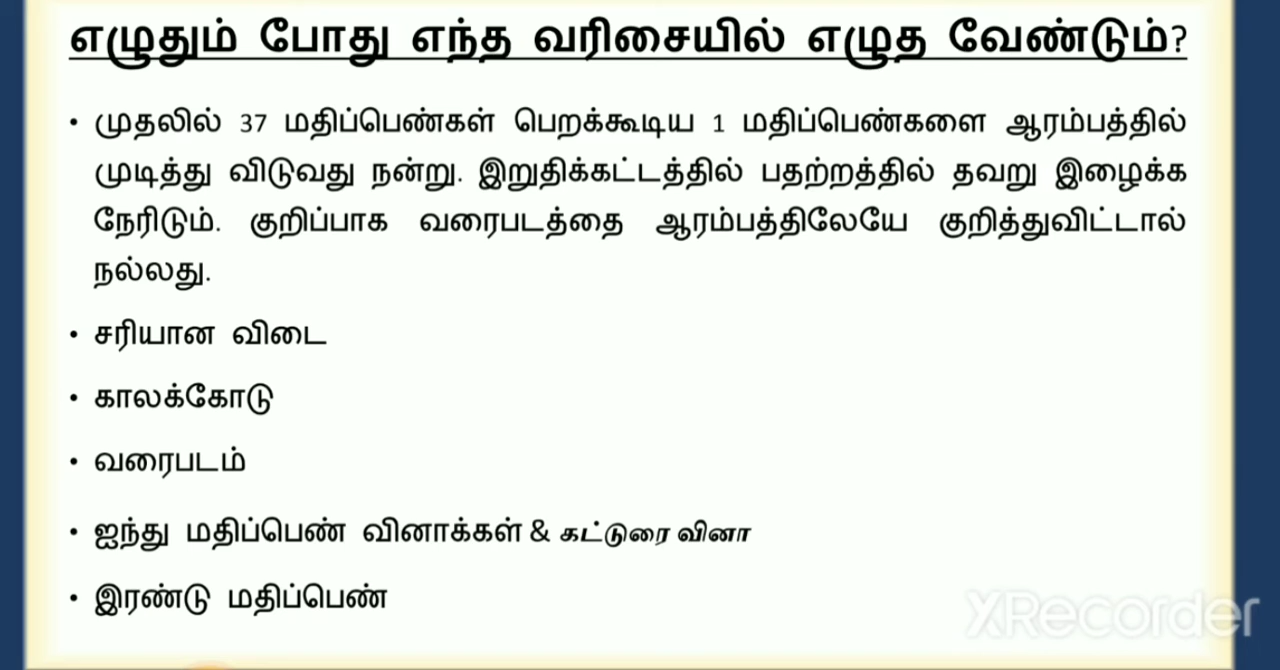 எழுதும் போது எந்த வரிசையில் எழுத வேண்டும்?
• முதலில் 37 மதிப்பெண்கள் பெறக்கூடிய 1 மதிப்பெண்களை ஆரம்பத்தில்
முடித்து விடுவது நன்று. இறுதிக்கட்டத்தில் பதற்றத்தில் தவறு இழைக்க
நேரிடும். குறிப்பாக வரைபடத்தை ஆரம்பத்திலேயே குறித்துவிட்டால்
நல்லது.
• சரியான விடை
• காலக்கோடு
• வரைபடம்
• ஐந்து மதிப்பெண் வினாக்கள் & கட்டுரை வினா
• இரண்டு மதிப்பெண்
XRecorder